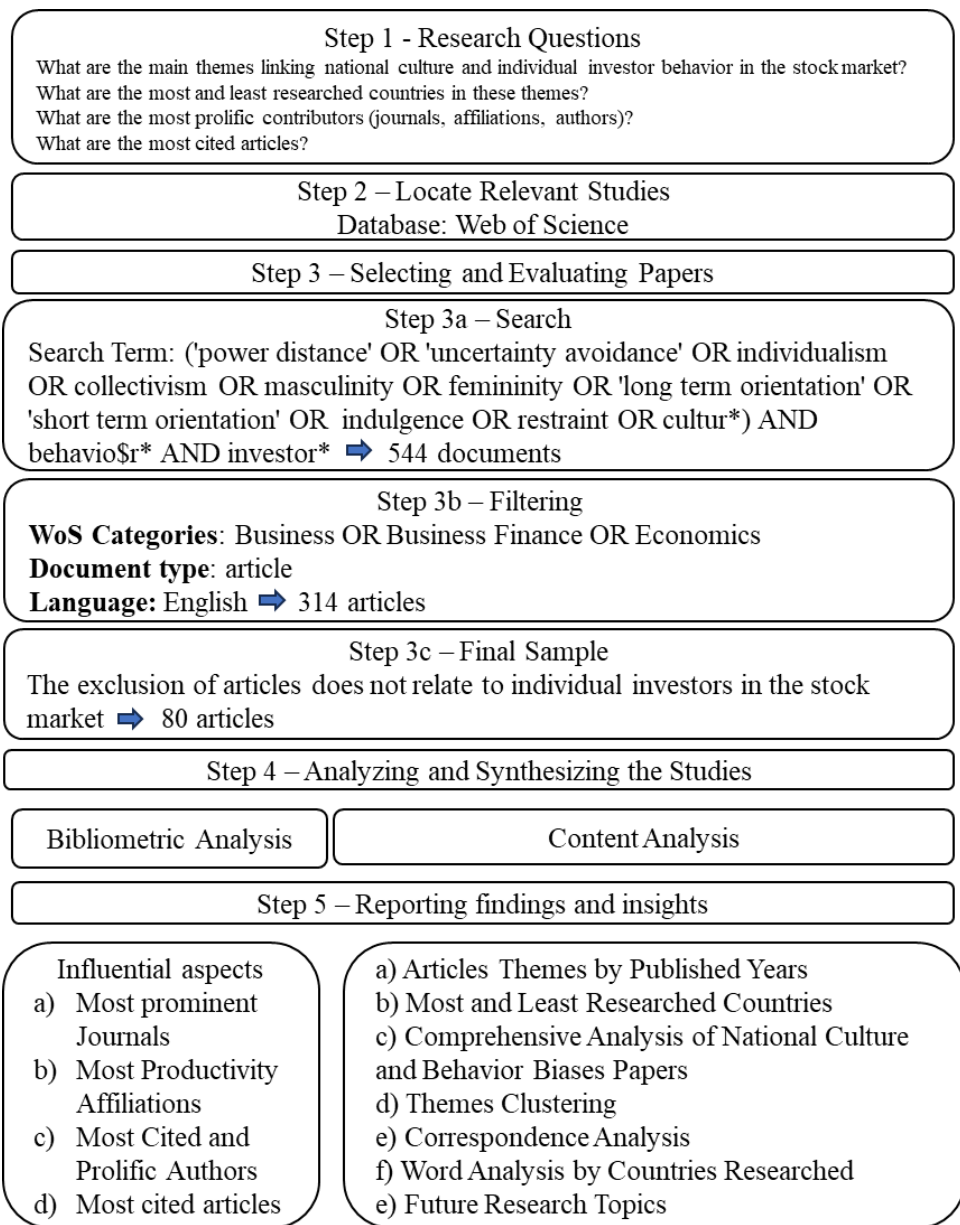 Step 1 - Research Questions
What are the main themes linking national culture and individual investor behavior in the stock market?
What are the most and least researched countries in these themes?
What are the most prolific contributors (journals, affiliations, authors)?
What are the most cited articles?
Step 2 – Locate Relevant Studies
Database: Web of Science
Step 3 – Selecting and Evaluating Papers
Step 3a – Search
Search Term: ('power distance' OR 'uncertainty avoidance' OR individualism
OR collectivism OR masculinity OR femininity OR 'long term orientation' OR
'short term orientation' OR indulgence OR restraint OR cultur*) AND
behavio$r* AND investor* ➡ 544 documents
Step 3b – Filtering
WoS Categories: Business OR Business Finance OR Economics
Document type: article
Language: English ➡ 314 articles
Step 3c – Final Sample
The exclusion of articles does not relate to individual investors in the stock
market ➡ 80 articles
Step 4 – Analyzing and Synthesizing the Studies
Bibliometric Analysis
Content Analysis
Step 5 – Reporting findings and insights
Influential aspects
a) Most prominent
Journals
b) Most Productivity
Affiliations
c) Most Cited and
Prolific Authors
d) Most cited articles
a) Articles Themes by Published Years
b) Most and Least Researched Countries
c) Comprehensive Analysis of National Culture
and Behavior Biases Papers
d) Themes Clustering
e) Correspondence Analysis
f) Word Analysis by Countries Researched
e) Future Research Topics